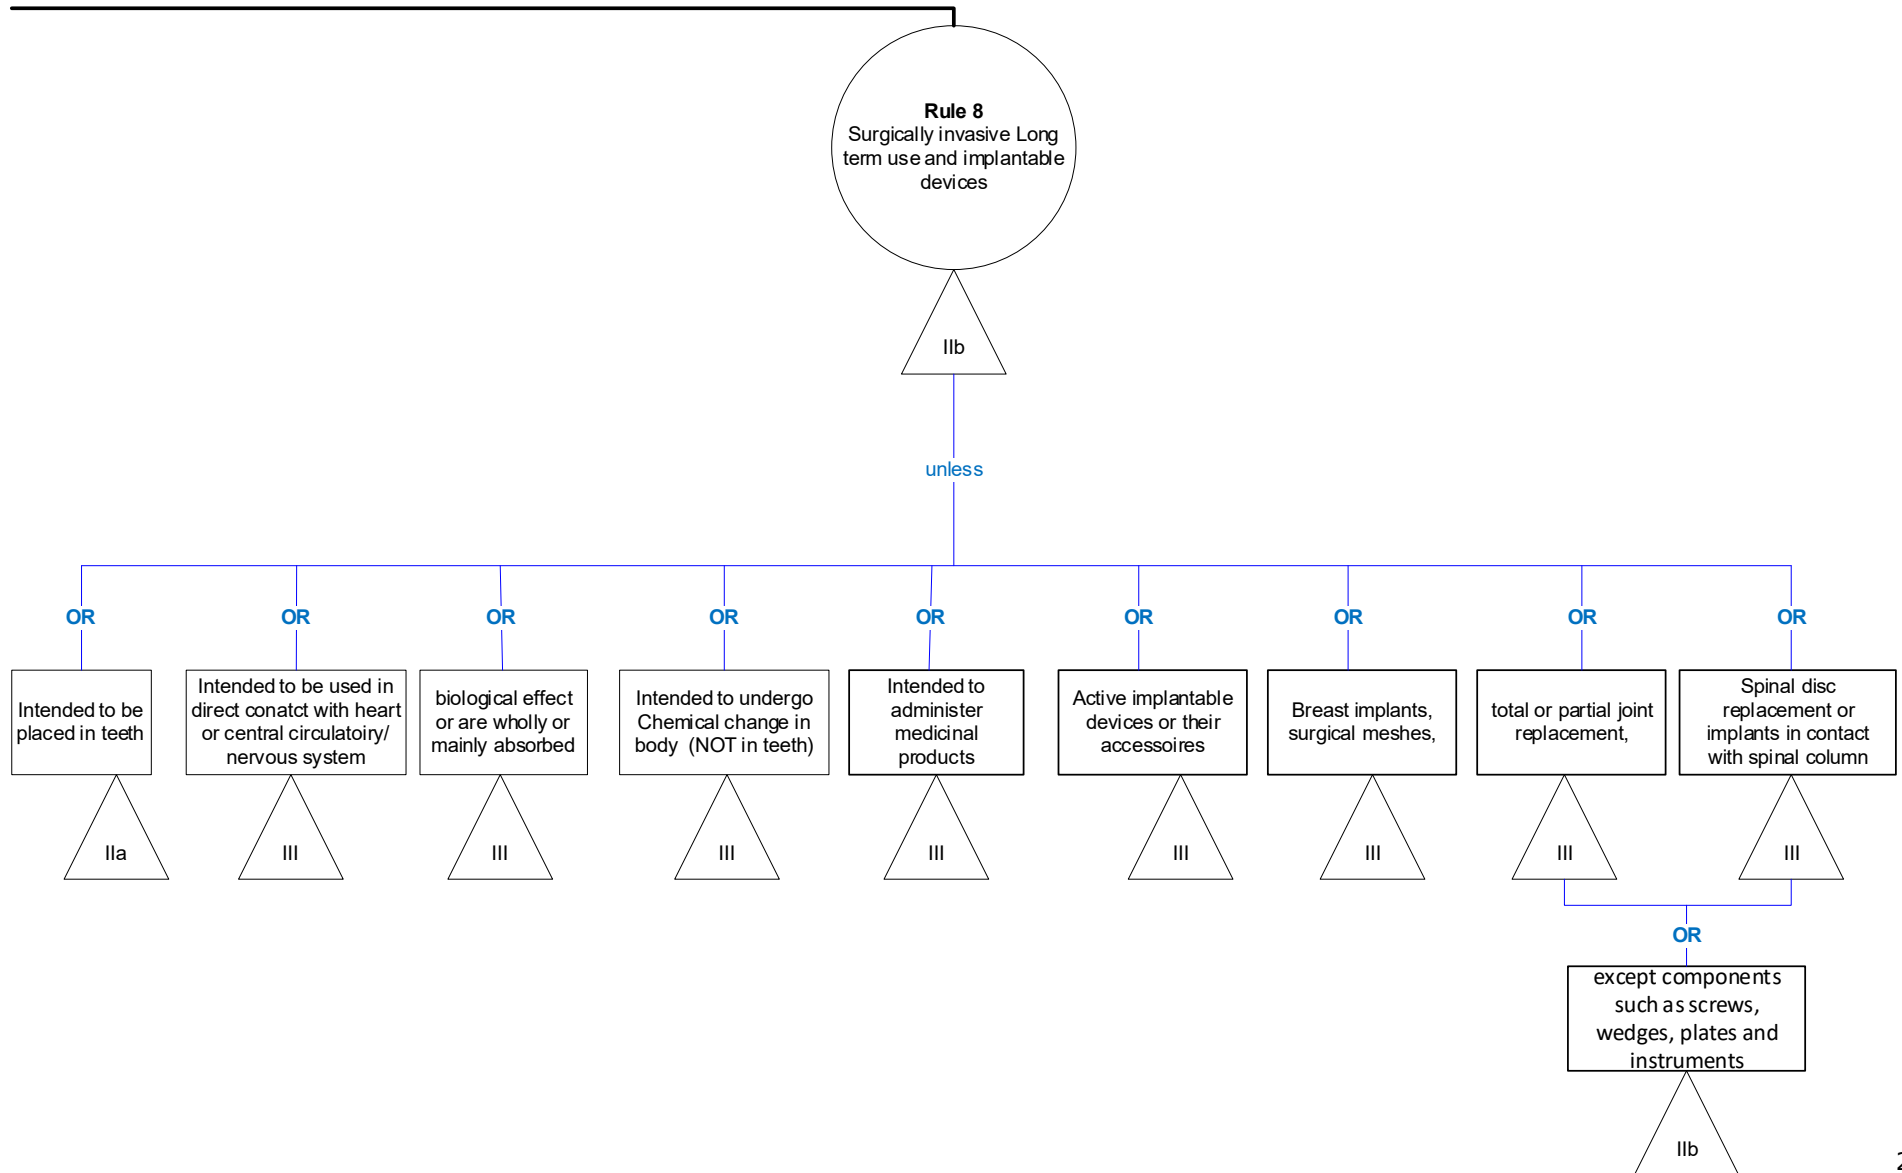 Rule 8
Surgically invasive Long
term use and implantable
devices
IIb
unless
OR
OR
OR
OR
OR
OR
OR
OR
OR
Intended to be
placed in teeth
Intended to be used in
direct conatct with heart
or central circulatoiry/
nervous system
biological effect
or are wholly or
mainly absorbed
Intended to undergo
Chemical change in
body (NOT in teeth)
Intended to
administer
medicinal
products
Active implantable
devices or their
accessoires
Breast implants,
surgical meshes,
total or partial joint
replacement,
Spinal disc
replacement or
implants in contact
with spinal column
IIa
III
III
III
III
III
III
III
III
OR
except components
such as screws,
wedges, plates and
instruments
IIb